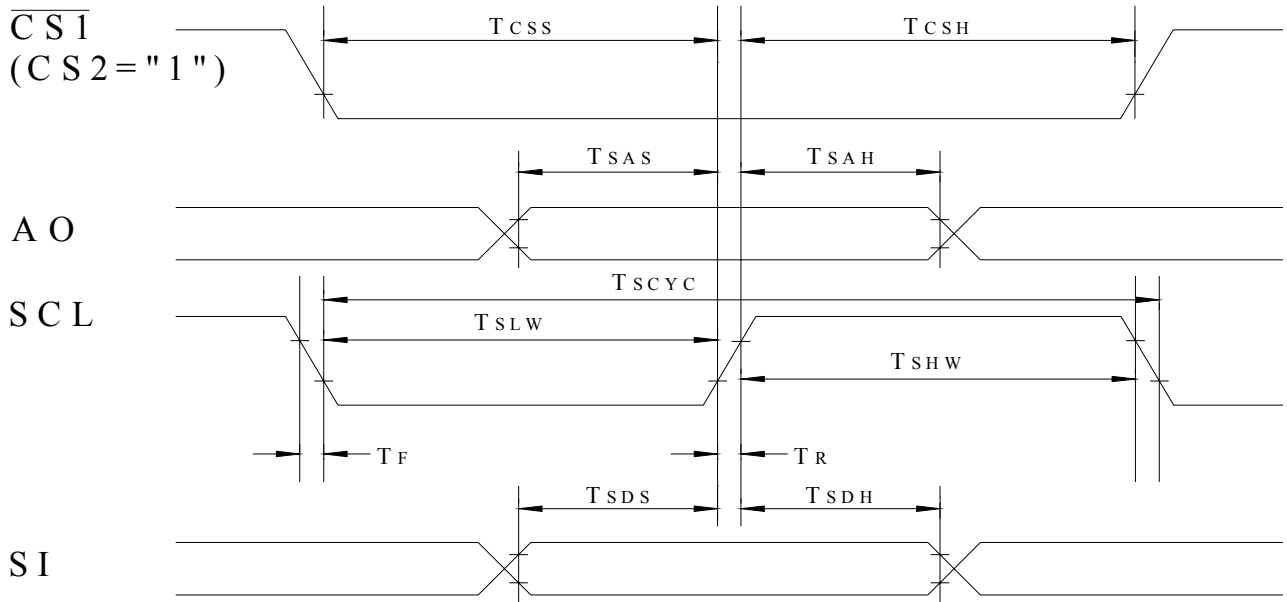 CS1
(CS2="1")
TCSS
TCSH
TSAS
TSAH
AO
TSCYC
SCL
TSLW
TSHW
TF
TR
TSDS
TSDH
SI